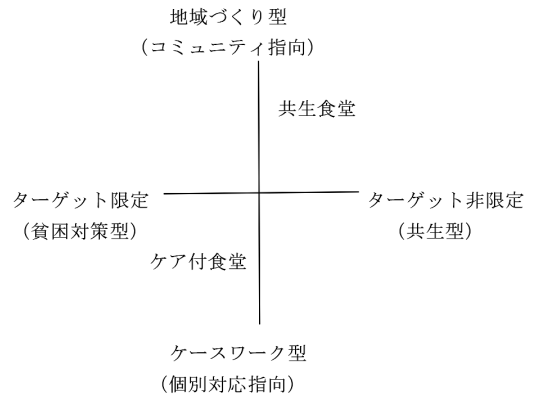 地域づくり型
（コミュニティ指向）
共生食堂
ターゲット限定
（貧困対策型）
ターゲット非限定
（共生型）
ケア付食堂
ケースワーク型
（個別対応指向）